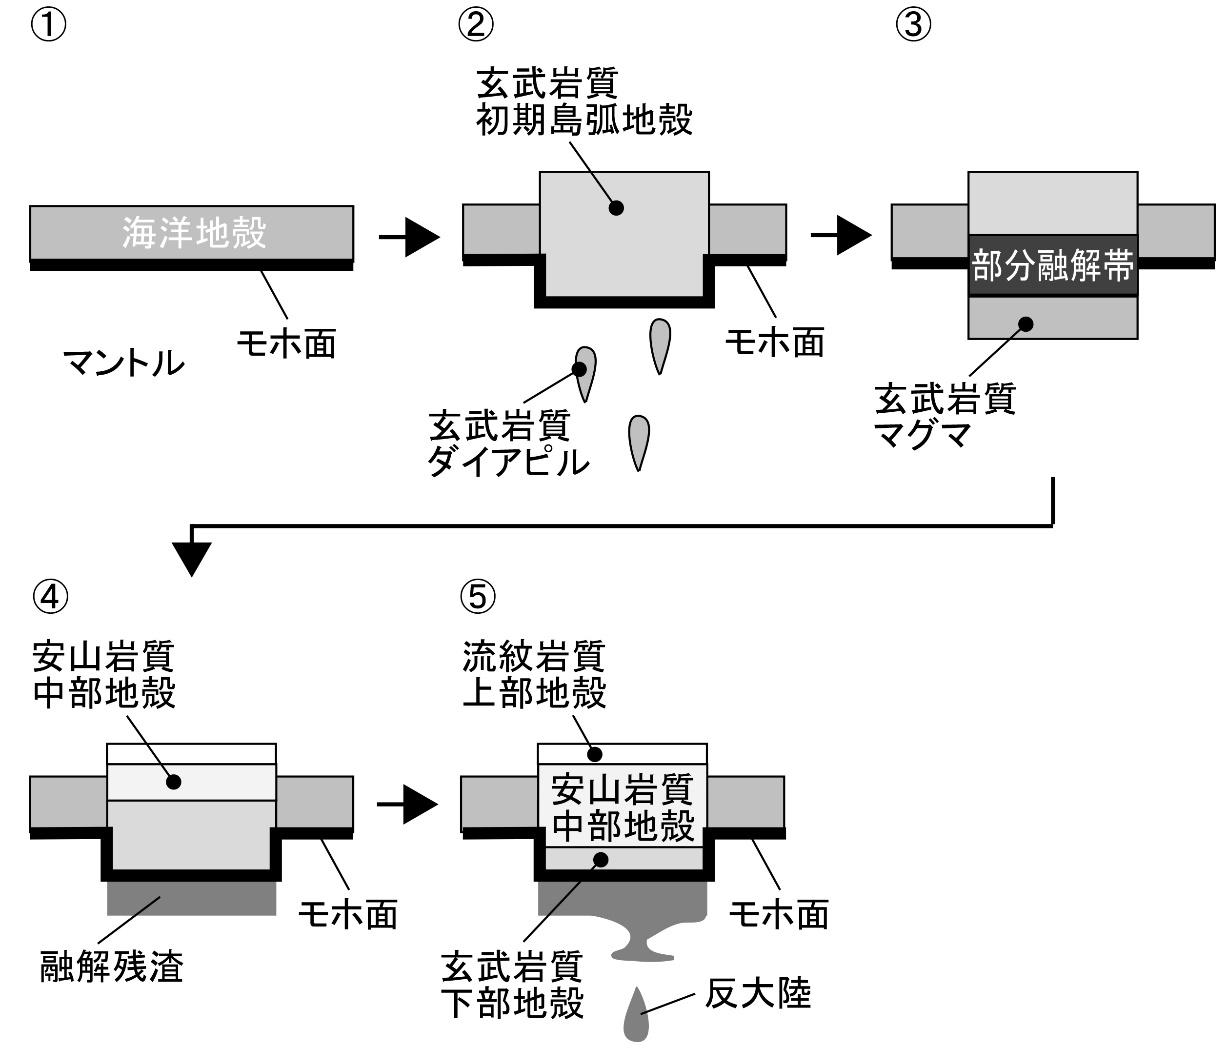 ①
海洋地殻
モホ面
マントル
②
玄武岩質
初期島弧地殻
モホ面
玄武岩質
ダイアピル
③
部分融解帯
玄武岩質
マグマ
④
安山岩質
中部地殻
モホ面
融解残渣
⑤
流紋岩質
上部地殻
安山岩質
中部地殻
モホ面
玄武岩質
下部地殻
反大陸